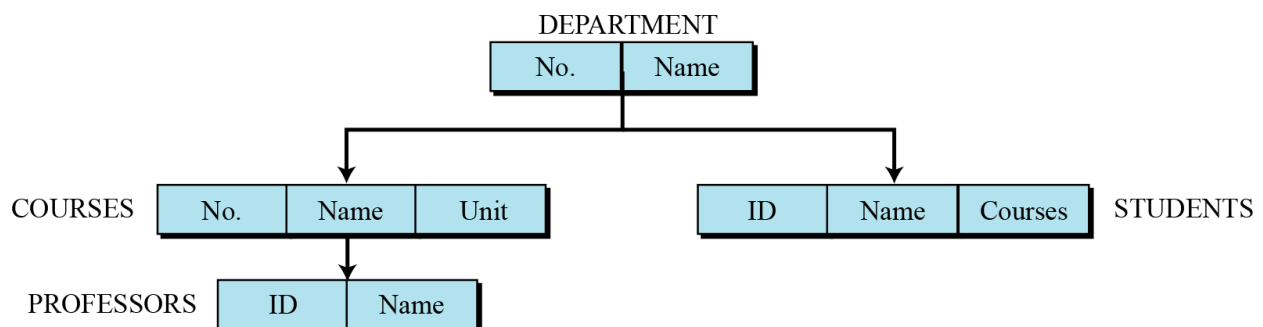 DEPARTMENT
No. Name
COURSES No. Name Unit
ID Name Courses STUDENTS
PROFESSORS ID Name